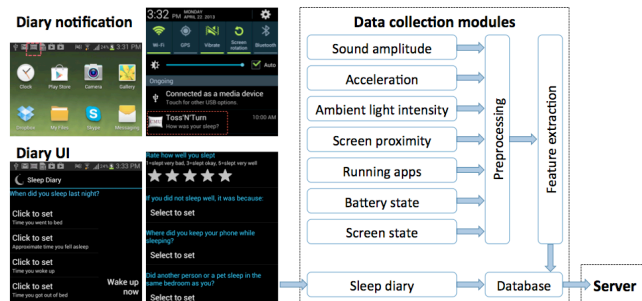 Diary notification
3:31 PM
Clock Play Store Camera Gallery
Dropbox My Files Skype Messaging
3:32 PM MONDAY APRIL 22, 2013
Wi-Fi GPS Vibrate Screen rotation Bluetooth
Auto
Ongoing
Connected as a media device
Touch for other USB options.
Toss'N'Turn 10:00 AM
How was your sleep?
Diary UI
3:33 PM
Sleep Diary
When did you sleep last night?
Click to set
Time you went to bed
Click to set
Approximate time you fell asleep
Click to set
Time you woke up
Click to set
Time you got out of bed
Wake up now
Rate how well you slept
1=slept very bad, 3=slept okay, 5=slept very well
If you did not sleep well, it was because:
Select to set
Where did you keep your phone while sleeping?
Select to set
Did another person or a pet sleep in the same bedroom as you?
Select to set
Data collection modules
Sound amplitude
Acceleration
Ambient light intensity
Screen proximity
Running apps
Battery state
Screen state
Preprocessing
Feature extraction
Sleep diary
Database
Server